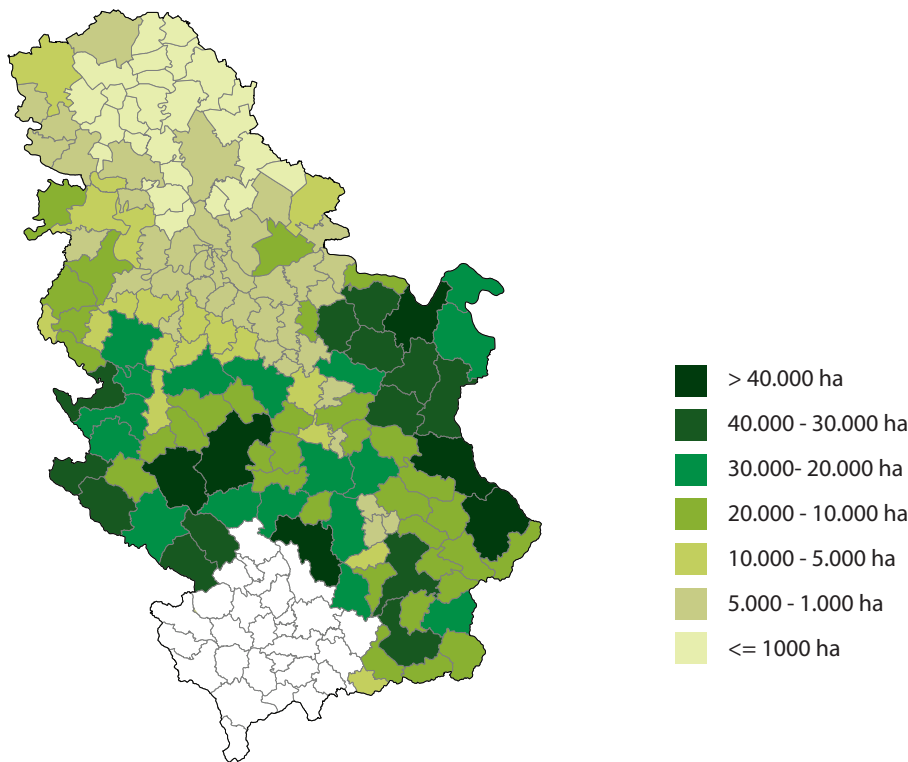 > 40.000 ha
40.000 - 30.000 ha
30.000- 20.000 ha
20.000 - 10.000 ha
10.000 - 5.000 ha
5.000 - 1.000 ha
<= 1000 ha